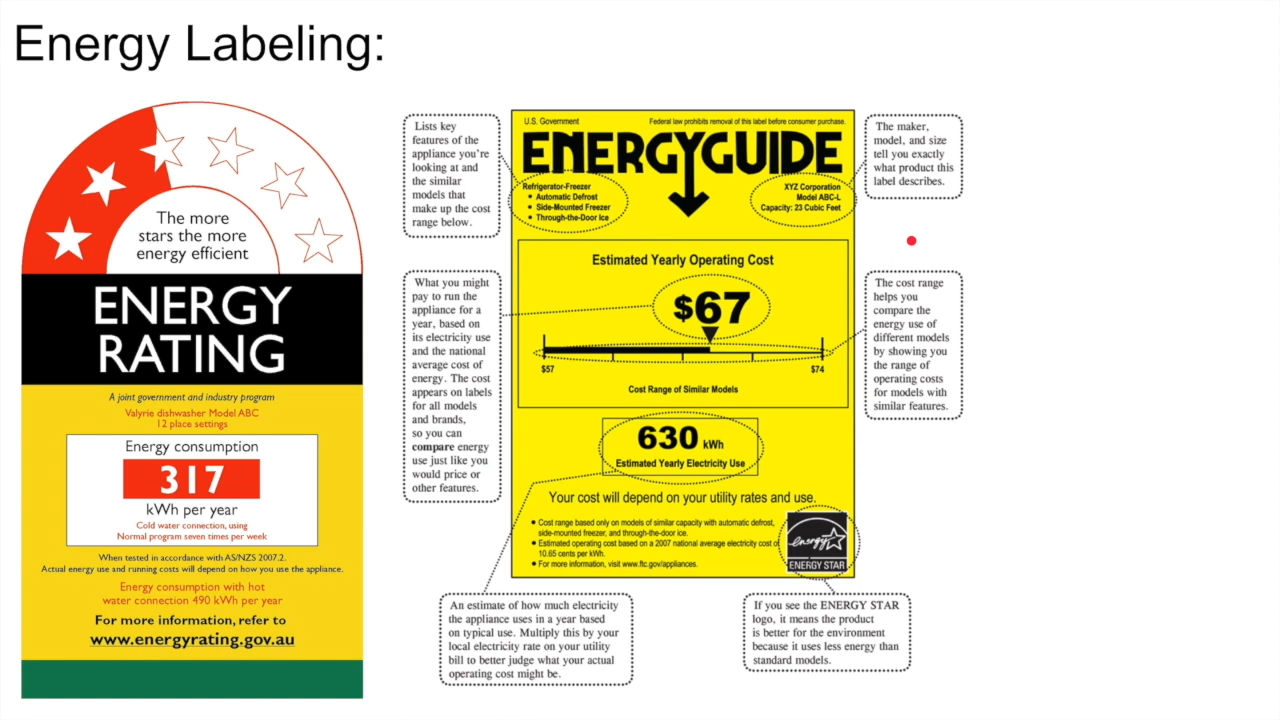 Energy Labeling:
The more
stars the more
energy efficient
ENERGY
RATING
A joint government and industry program
Valyrie dishwasher Model ABC
12 place settings
Energy consumption
317
kWh per year
Cold water connection, using
Normal program seven times per week
When tested in accordance with AS/NZS 2007.2.
Actual energy use and running costs will depend on how you use the appliance.
Energy consumption with hot
water connection 490 kWh per year
For more information, refer to
www.energyrating.gov.au
Lists key
features of the
appliance you're
looking at and
the similar
models that
make up the cost
range below.
What you might
pay to run the
appliance for a
year, based on
its electricity use
and the national
average cost of
energy. The cost
appears on labels
for all models
and brands,
so you can
compare energy
use just like you
would price or
other features.
U.S. Government
Federal law prohibits removal of this label before consumer purchase.
ENERGYGUIDE
Refrigerator-Freezer
• Automatic Defrost
• Side-Mounted Freezer
• Through-the-Door Ice
XYZ Corporation
Model ABC-L
Capacity: 23 Cubic Feet
Estimated Yearly Operating Cost
$67
$57
$74
Cost Range of Similar Models
630 kWh
Estimated Yearly Electricity Use
Your cost will depend on your utility rates and use.
• Cost range based only on models of similar capacity with automatic defrost,
side-mounted freezer, and through-the-door ice.
• Estimated operating cost based on a 2007 national average electricity cost of
10.65 cents per kWh.
• For more information, visit www.ftc.gov/appliances.
energy
ENERGY STAR
The maker,
model, and size
tell you exactly
what product this
label describes.
The cost range
helps you
compare the
energy use of
different models
by showing you
the range of
operating costs
for models with
similar features.
An estimate of how much electricity
the appliance uses in a year based
on typical use. Multiply this by your
local electricity rate on your utility
bill to better judge what your actual
operating cost might be.
If you see the ENERGY STAR
logo, it means the product
is better for the environment
because it uses less energy than
standard models.